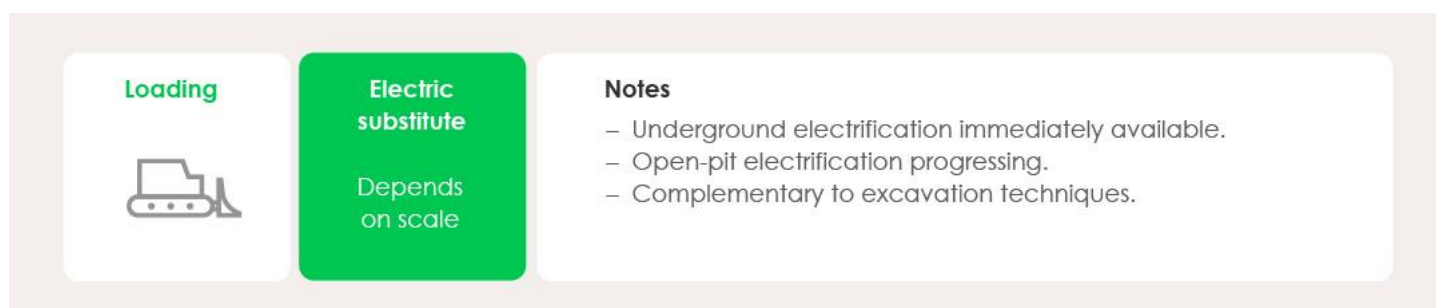 Loading
Electric
substitute
Depends
on scale
Notes
– Underground electrification immediately available.
– Open-pit electrification progressing.
– Complementary to excavation techniques.